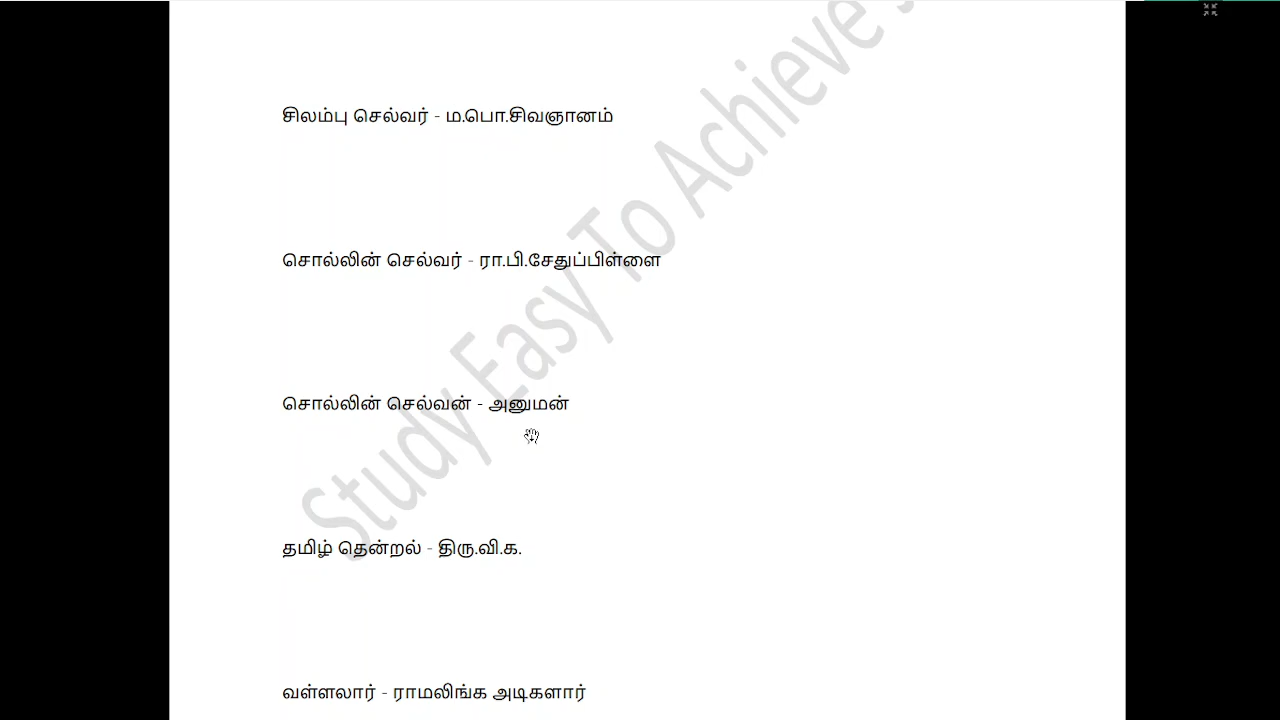 சிலம்பு செல்வர் - ம.பொ.சிவஞானம்
சொல்லின் செல்வர் - ரா.பி.சேதுப்பிள்ளை
சொல்லின் செல்வன் - அனுமன்
தமிழ் தென்றல் - திரு.வி.க.
வள்ளலார் - ராமலிங்க அடிகளார்
Study Easy To Achieve